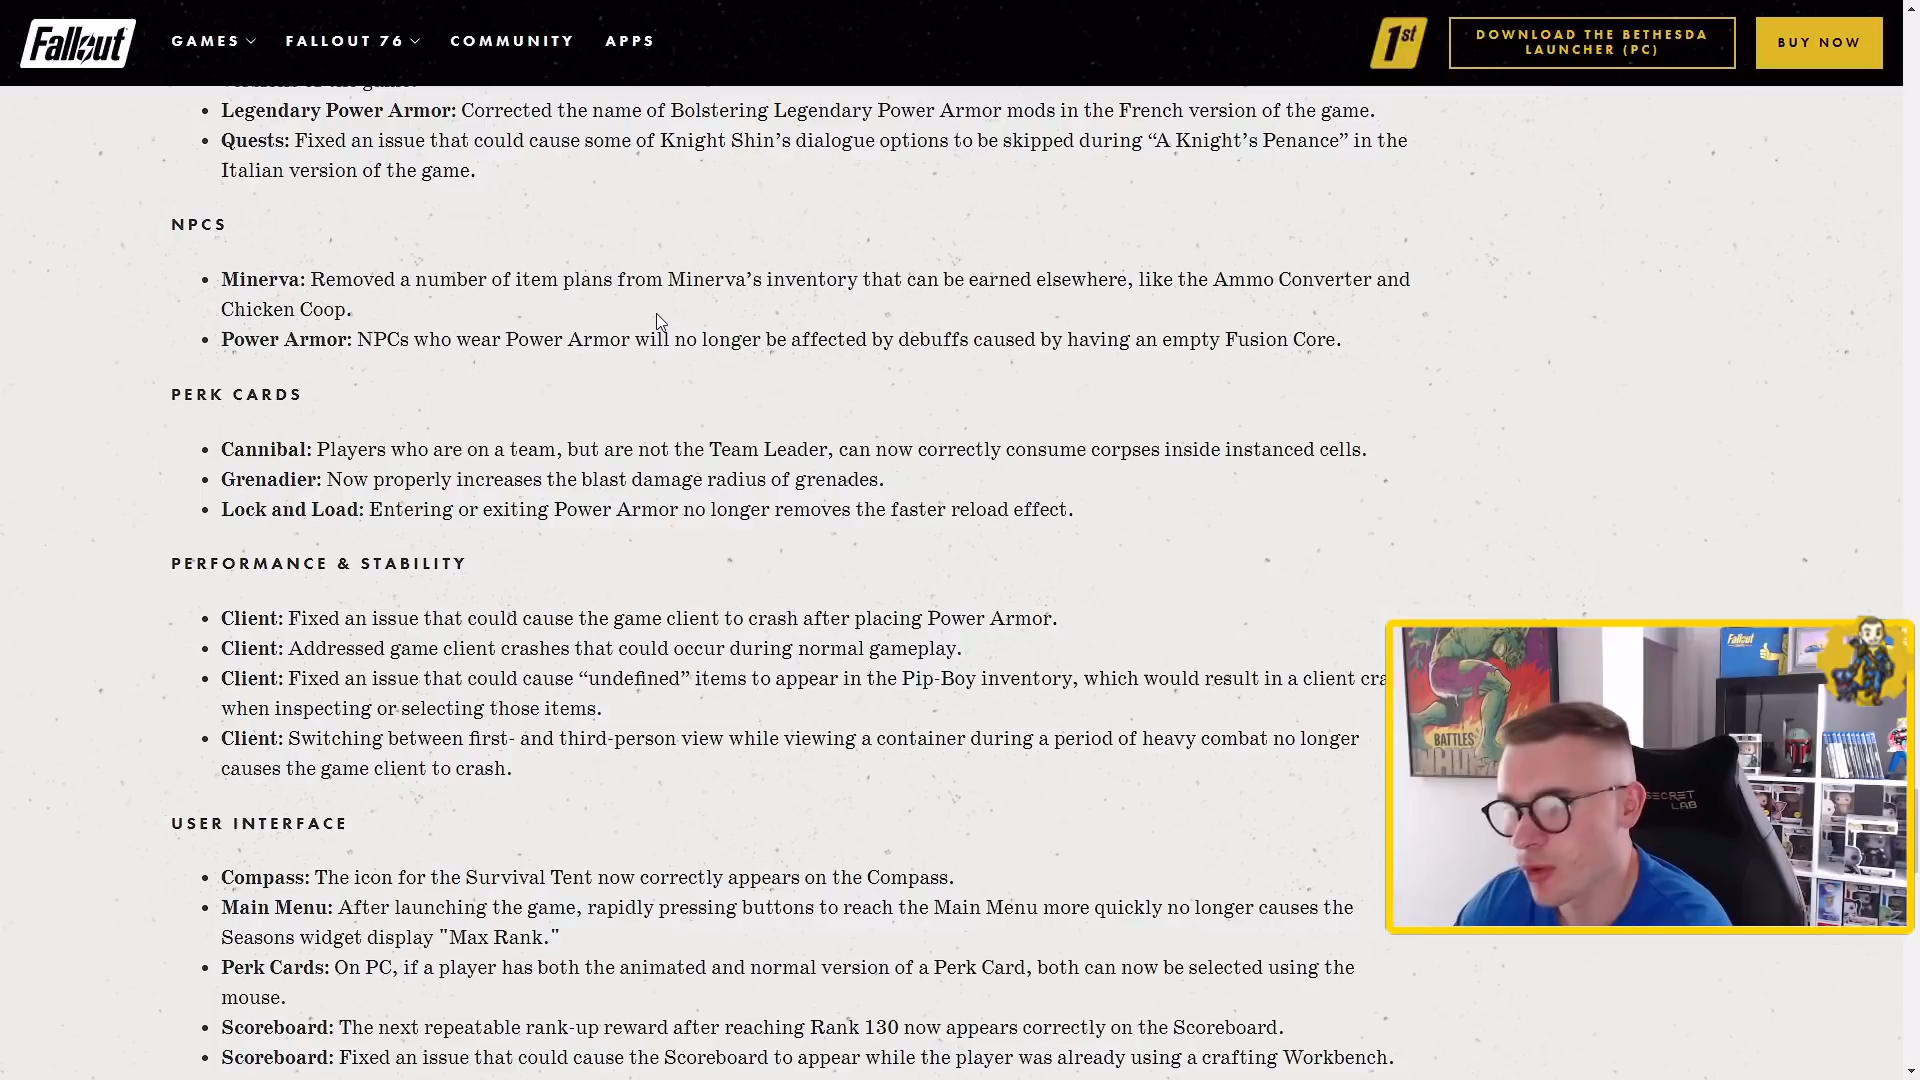 Fallout
GAMES
FALLOUT 76
COMMUNITY
APPS
1st
DOWNLOAD THE BETHESDA
LAUNCHER (PC)
BUY NOW
Legendary Power Armor: Corrected the name of Bolstering Legendary Power Armor mods in the French version of the game.
Quests: Fixed an issue that could cause some of Knight Shin’s dialogue options to be skipped during “A Knight’s Penance” in the
Italian version of the game.
NPCS
Minerva: Removed a number of item plans from Minerva’s inventory that can be earned elsewhere, like the Ammo Converter and
Chicken Coop.
Power Armor: NPCs who wear Power Armor will no longer be affected by debuffs caused by having an empty Fusion Core.
PERK CARDS
Cannibal: Players who are on a team, but are not the Team Leader, can now correctly consume corpses inside instanced cells.
Grenadier: Now properly increases the blast damage radius of grenades.
Lock and Load: Entering or exiting Power Armor no longer removes the faster reload effect.
PERFORMANCE & STABILITY
Client: Fixed an issue that could cause the game client to crash after placing Power Armor.
Client: Addressed game client crashes that could occur during normal gameplay.
Client: Fixed an issue that could cause “undefined” items to appear in the Pip-Boy inventory, which would result in a client cra
when inspecting or selecting those items.
Client: Switching between first- and third-person view while viewing a container during a period of heavy combat no longer
causes the game client to crash.
USER INTERFACE
Compass: The icon for the Survival Tent now correctly appears on the Compass.
Main Menu: After launching the game, rapidly pressing buttons to reach the Main Menu more quickly no longer causes the
Seasons widget display "Max Rank."
Perk Cards: On PC, if a player has both the animated and normal version of a Perk Card, both can now be selected using the
mouse.
Scoreboard: The next repeatable rank-up reward after reaching Rank 130 now appears correctly on the Scoreboard.
Scoreboard: Fixed an issue that could cause the Scoreboard to appear while the player was already using a crafting Workbench.
Fallout
BATTLES
SECRET
LAB